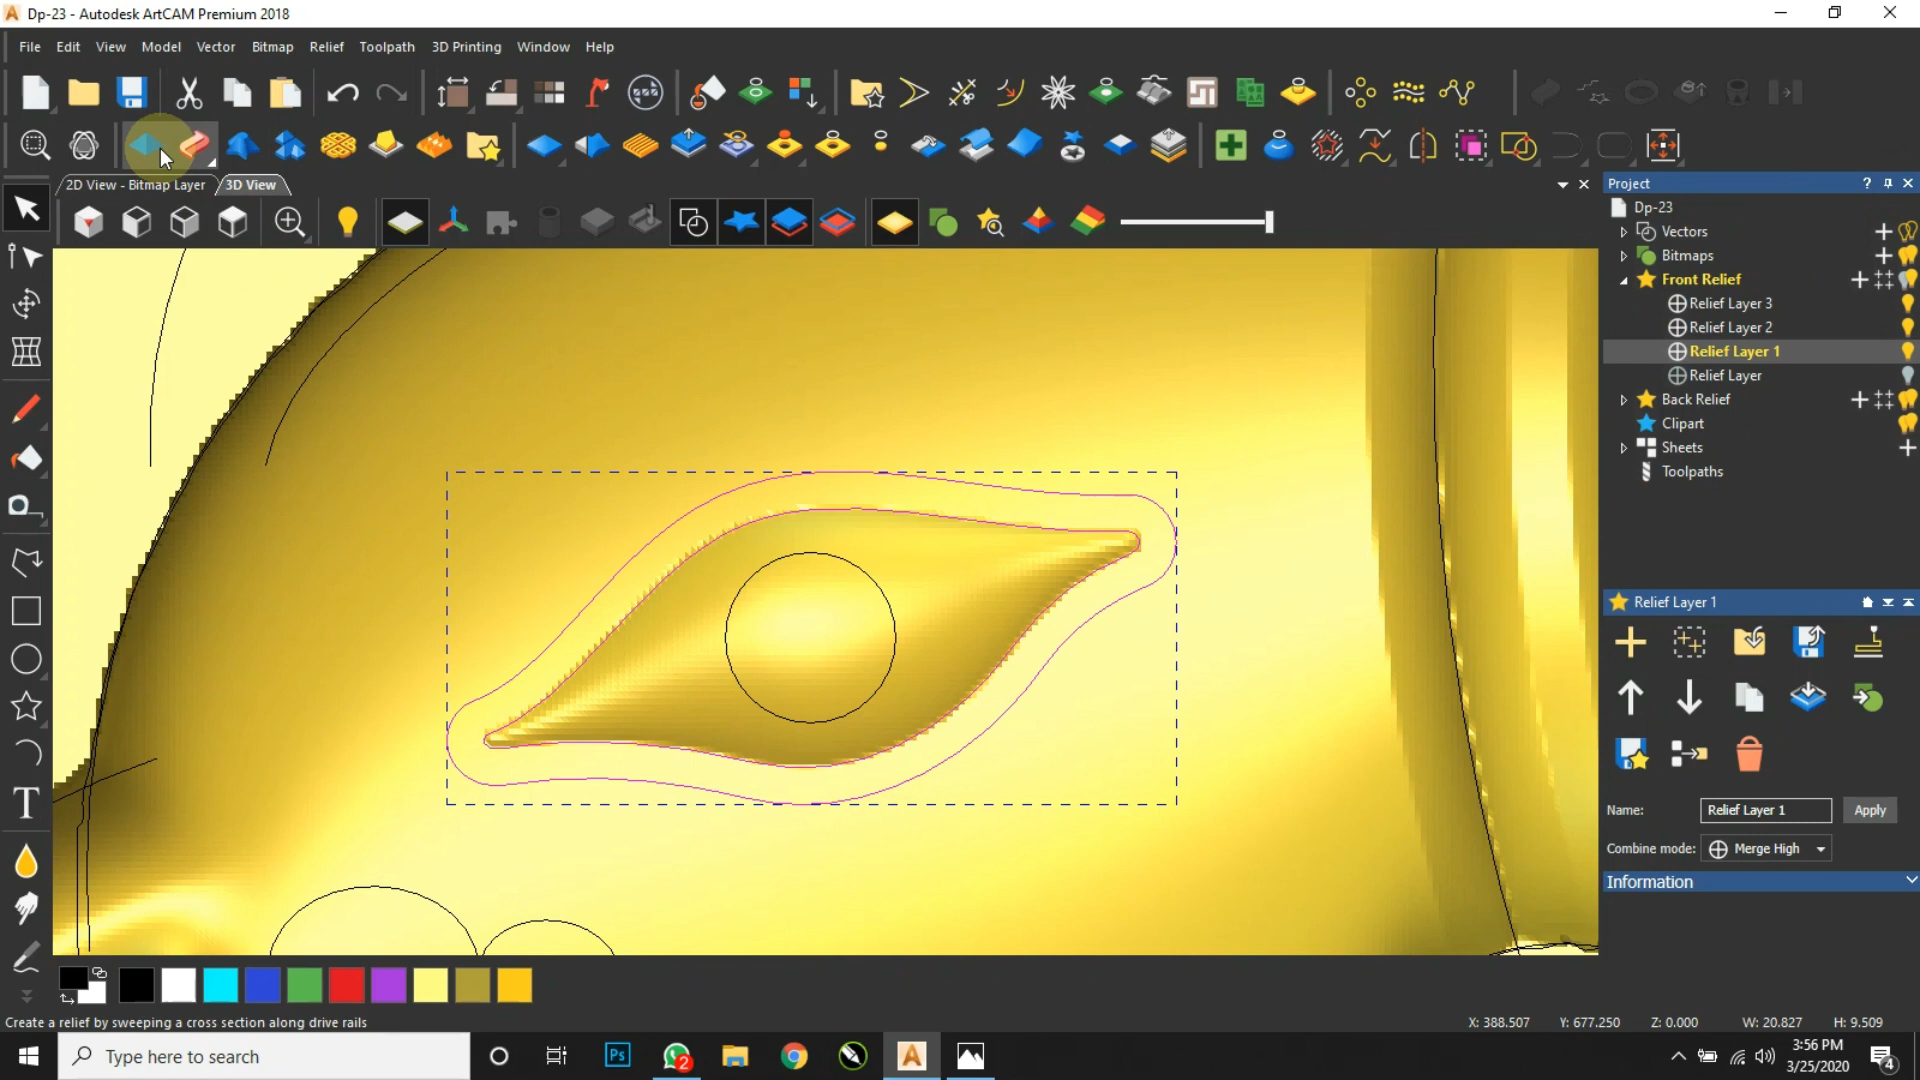 Dp-23 - Autodesk ArtCAM Premium 2018
File Edit View Model Vector Bitmap Relief Toolpath 3D Printing Window Help
2D View - Bitmap Layer 3D View
Project
Dp-23
Vectors
Bitmaps
Front Relief
Relief Layer 3
Relief Layer 2
Relief Layer 1
Relief Layer
Back Relief
Clipart
Sheets
Toolpaths
Relief Layer 1
Name: Relief Layer 1 Apply
Combine mode: Merge High
Information
Create a relief by sweeping a cross section along drive rails
X: 388.507 Y: 677.250 Z: 0.000 W: 20.827 H: 9.509
Type here to search
Ps
2
A
3:56 PM
3/25/2020
4